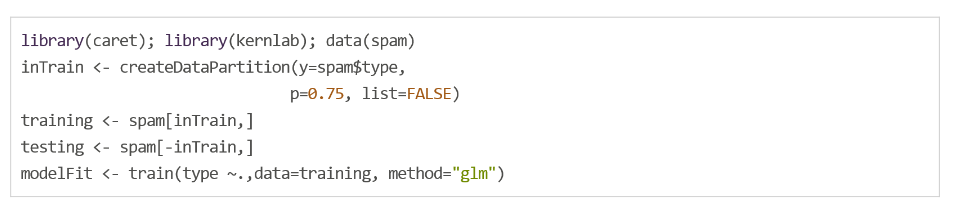 library(caret); library(kernlab); data(spam)
inTrain <- createDataPartition(y=spam$type,
                              p=0.75, list=FALSE)
training <- spam[inTrain,]
testing <- spam[-inTrain,]
modelFit <- train(type ~.,data=training, method="glm")